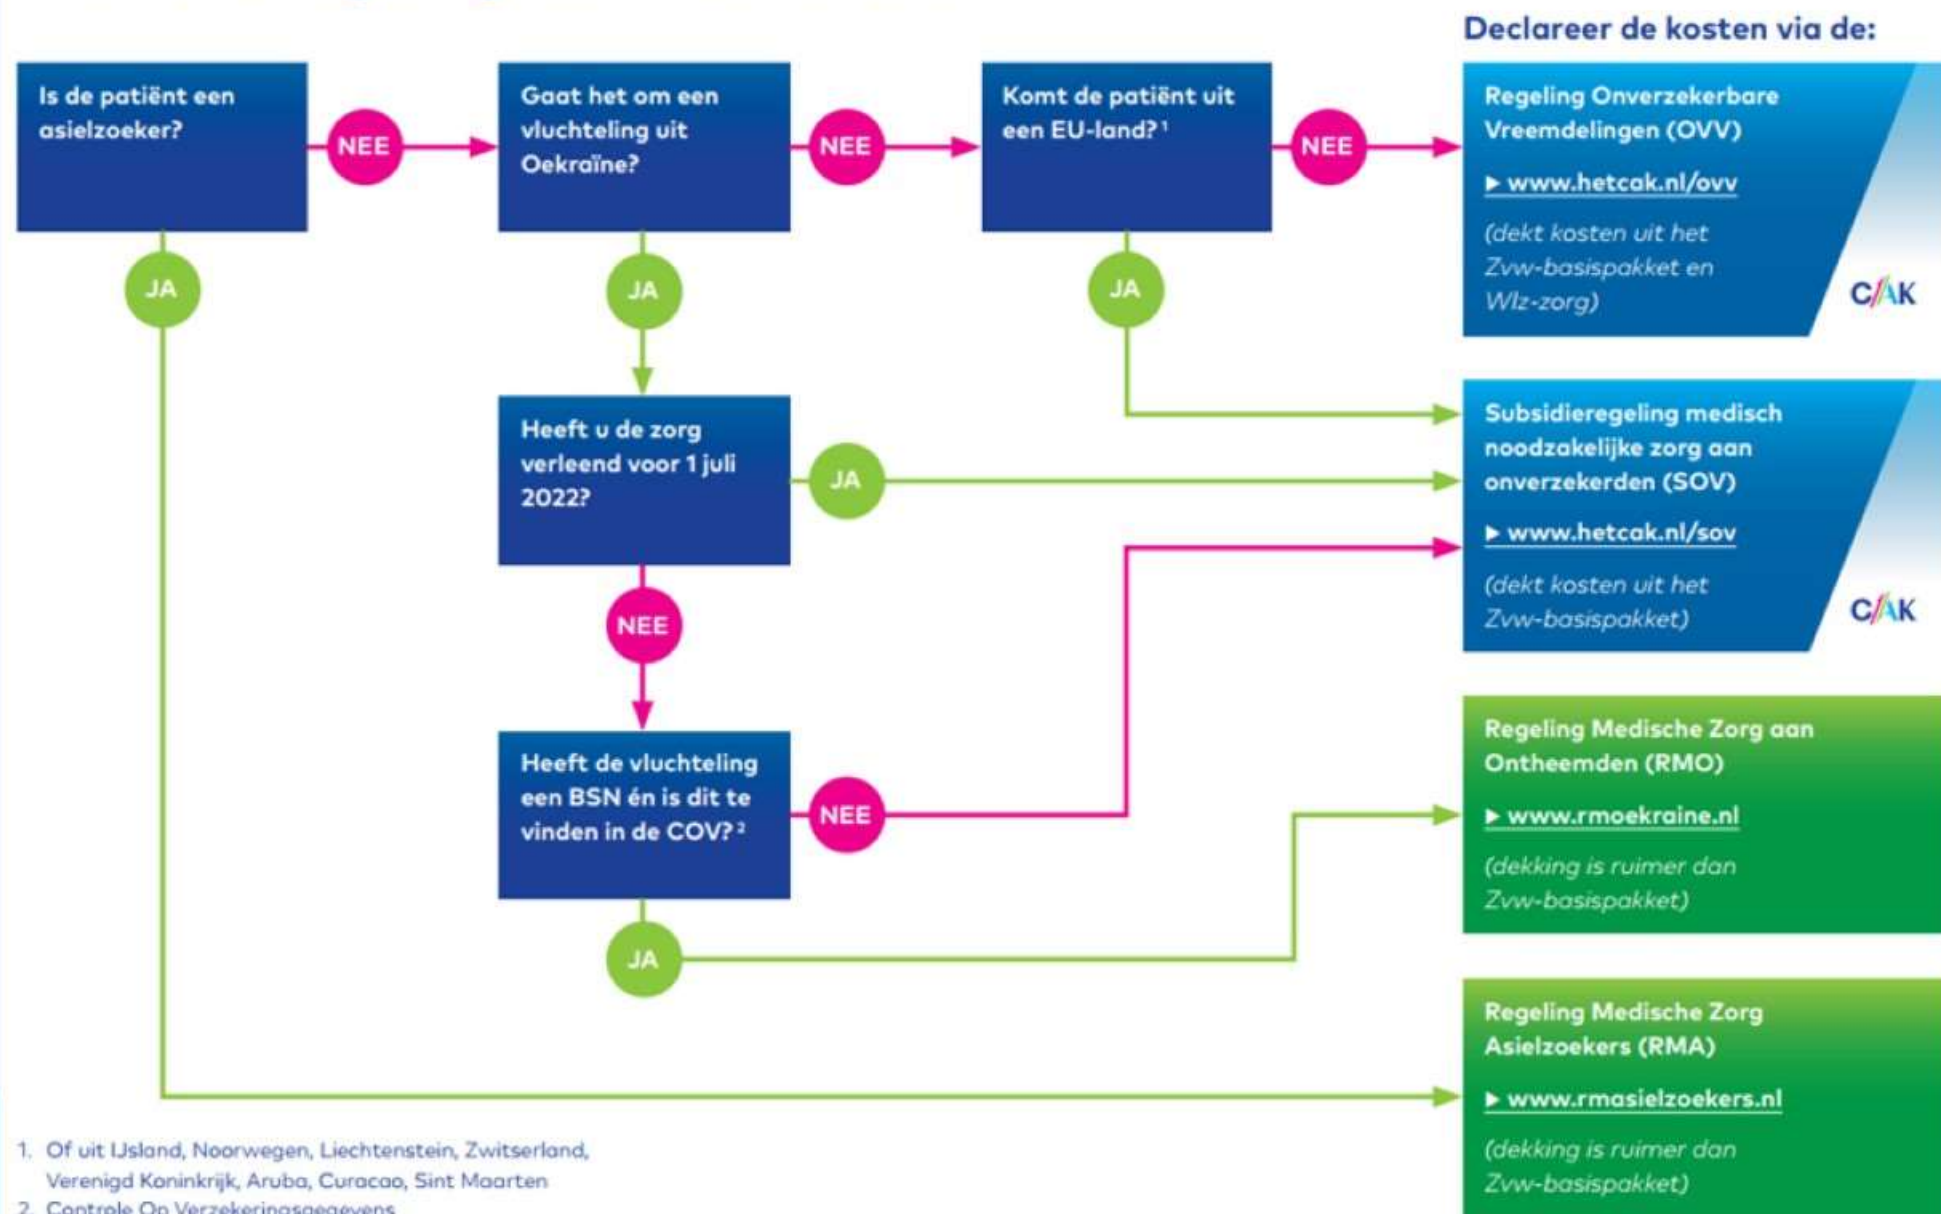 Declareer de kosten via de:
Is de patiënt een
asielzoeker?
NEE
JA
Gaat het om een
vluchteling uit
Oekraïne?
NEE
JA
Komt de patiënt uit
een EU-land? ¹
NEE
JA
Heeft u de zorg
verleend voor 1 juli
2022?
JA
NEE
Heeft de vluchteling
een BSN én is dit te
vinden in de COV? ²
NEE
JA
Regeling Onverzekerbare
Vreemdelingen (OVV)
▶ www.hetcak.nl/ovv
(dekt kosten uit het
Zvw-basispakket en
Wlz-zorg)
CAK
Subsidieregeling medisch
noodzakelijke zorg aan
onverzekerden (SOV)
▶ www.hetcak.nl/sov
(dekt kosten uit het
Zvw-basispakket)
CAK
Regeling Medische Zorg aan
Ontheemden (RMO)
▶ www.rmoekraine.nl
(dekking is ruimer dan
Zvw-basispakket)
Regeling Medische Zorg
Asielzoekers (RMA)
▶ www.rmasielzoekers.nl
(dekking is ruimer dan
Zvw-basispakket)
1. Of uit IJsland, Noorwegen, Liechtenstein, Zwitserland,
Verenigd Koninkrijk, Aruba, Curacao, Sint Maarten
2. Controle Op Verzekeringsgegevens